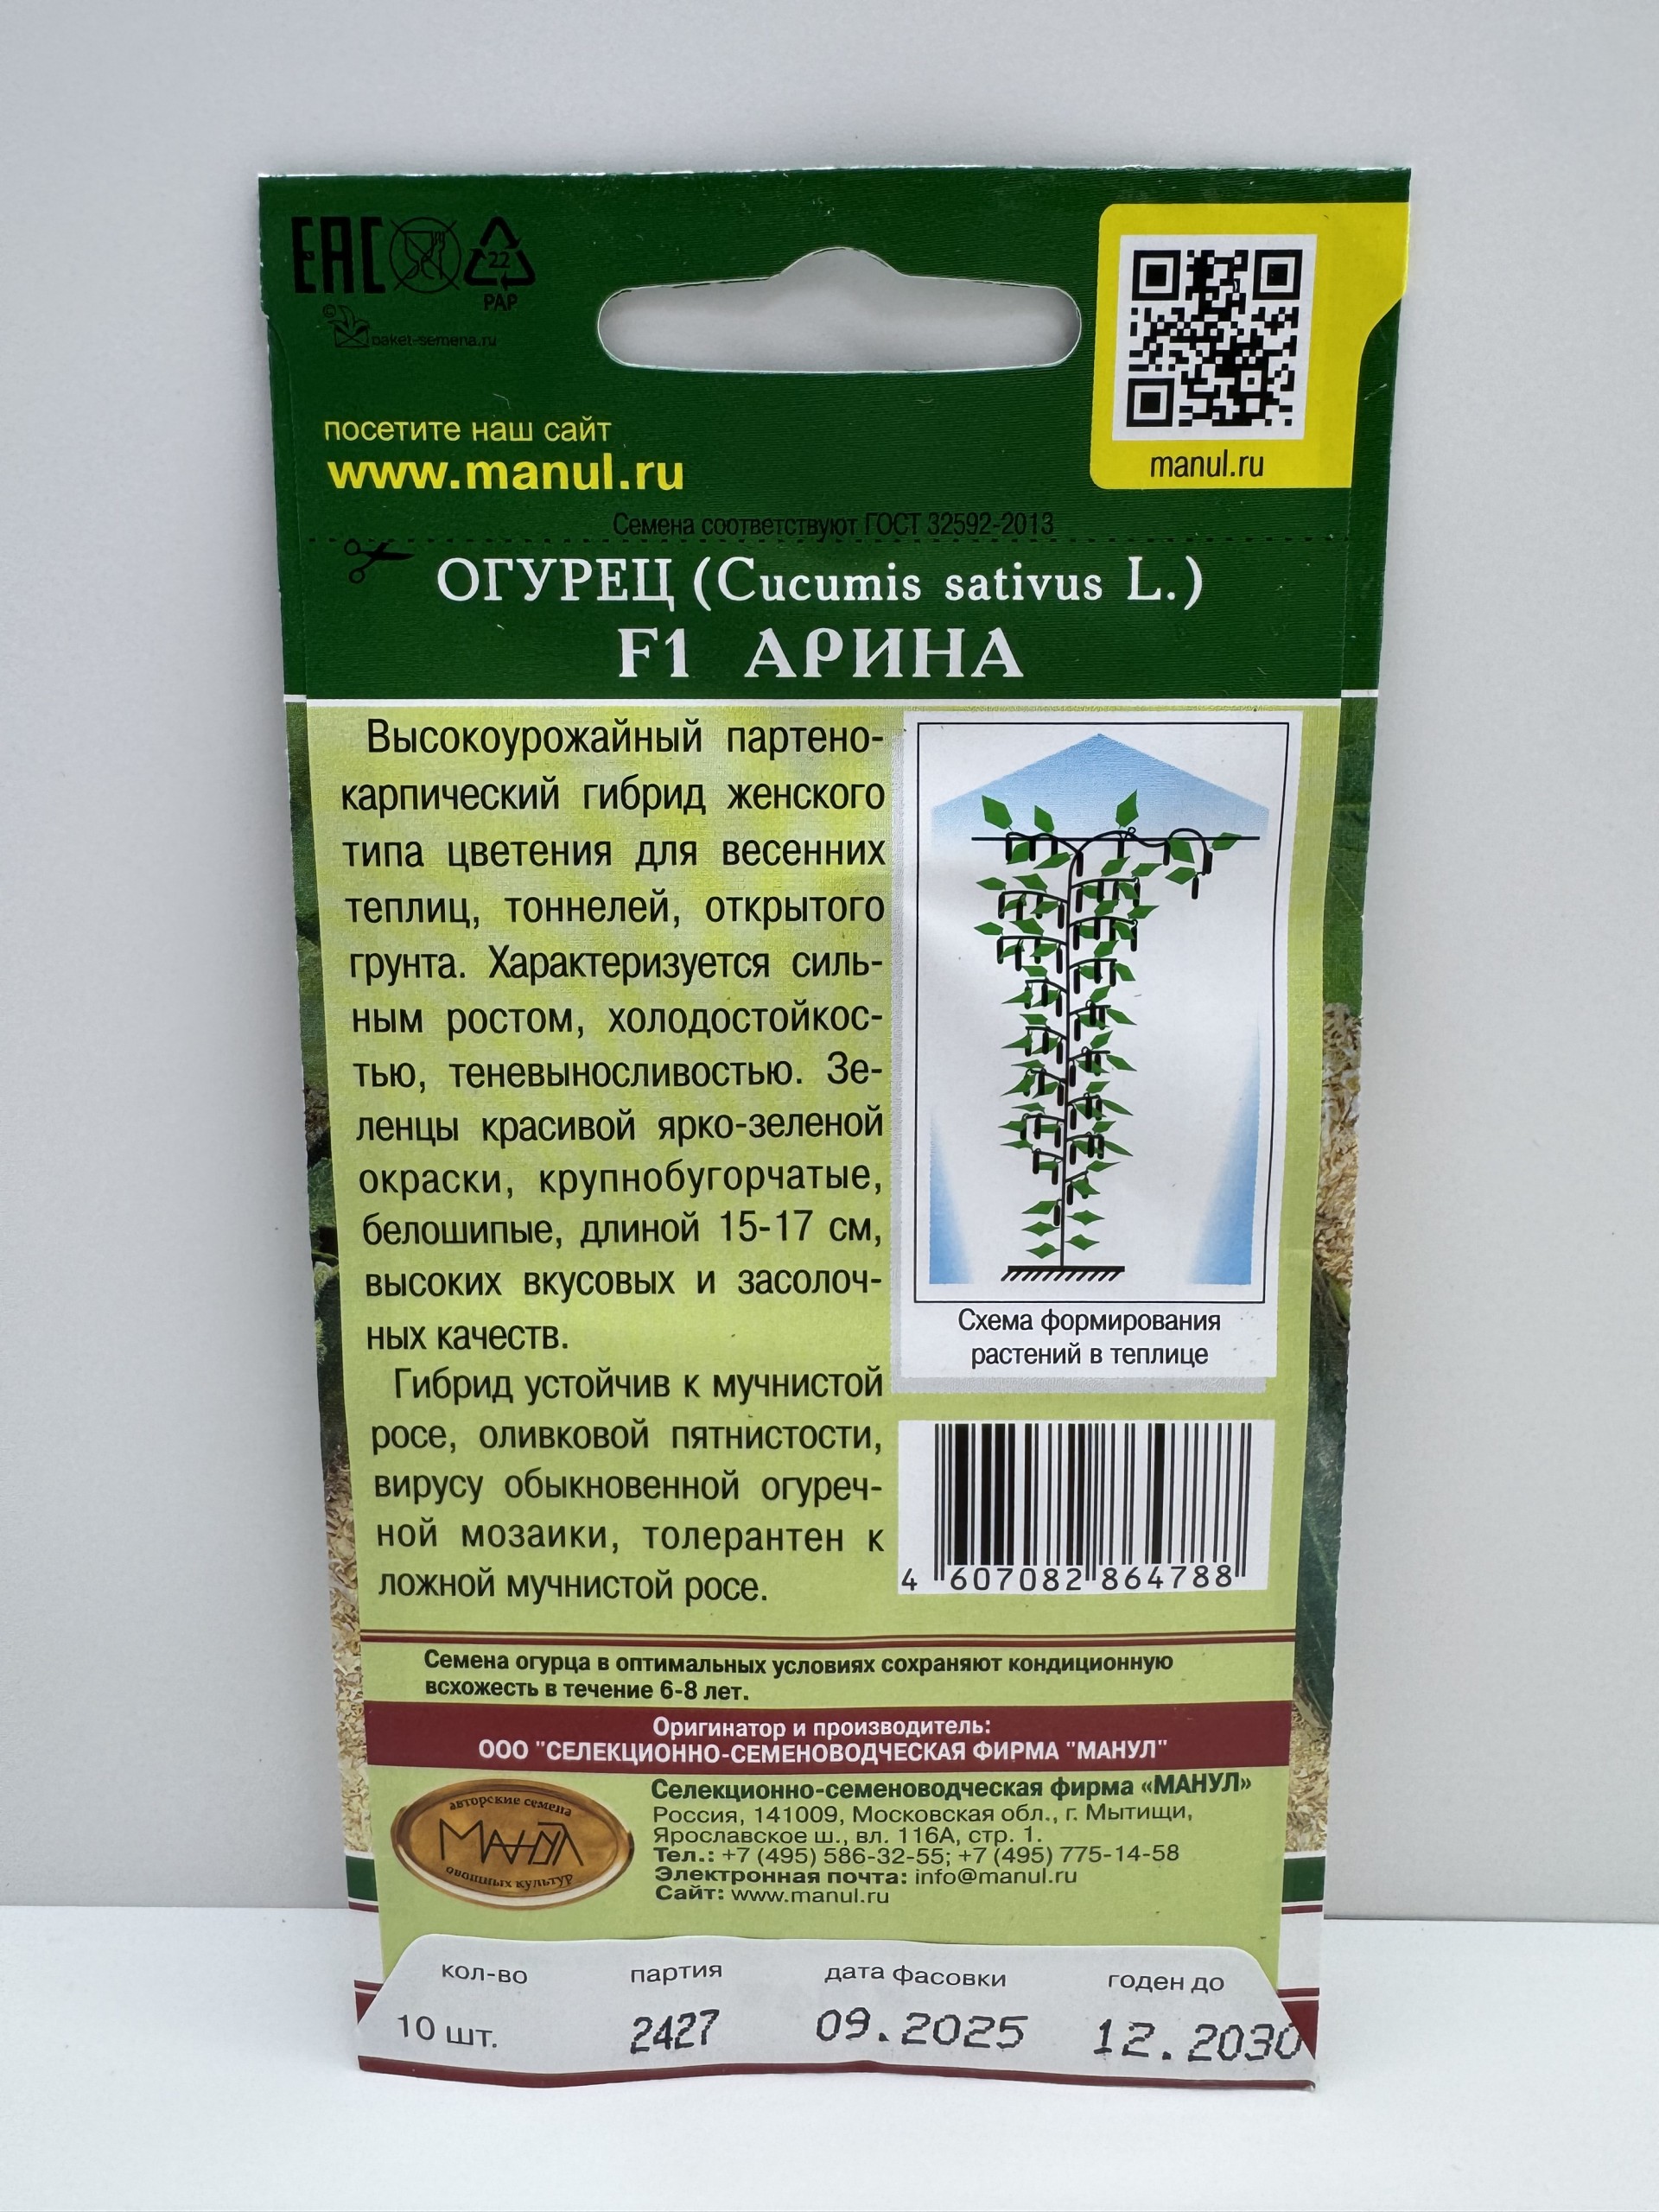 EAC
22
PAP
©
paket-semena.ru
manul.ru
посетите наш сайт
www.manul.ru
Семена соответствуют ГОСТ 32592-2013
ОГУРЕЦ (Cucumis sativus L.)
F1 АРИНА
Высокоурожайный партено-
карпический гибрид женского
типа цветения для весенних
теплиц, тоннелей, открытого
грунта. Характеризуется силь-
ным ростом, холодостойкос-
тью, теневыносливостью. Зе-
ленцы красивой ярко-зеленой
окраски, крупнобугорчатые,
белошипые, длиной 15-17 см,
высоких вкусовых и засолоч-
ных качеств.
Гибрид устойчив к мучнистой
росе, оливковой пятнистости,
вирусу обыкновенной огуреч-
ной мозаики, толерантен к
ложной мучнистой росе.
Схема формирования
растений в теплице
4 607082 864788
Семена огурца в оптимальных условиях сохраняют кондиционную
всхожесть в течение 6-8 лет.
Оригинатор и производитель:
ООО "СЕЛЕКЦИОННО-СЕМЕНОВОДЧЕСКАЯ ФИРМА "МАНУЛ"
авторские семена
МАНУЛ
овощных культур
Селекционно-семеноводческая фирма «МАНУЛ»
Россия, 141009, Московская обл., г. Мытищи,
Ярославское ш., вл. 116А, стр. 1.
Тел.: +7 (495) 586-32-55; +7 (495) 775-14-58
Электронная почта: info@manul.ru
Сайт: www.manul.ru
кол-во партия дата фасовки годен до
10 шт. 2427 09.2025 12.2030